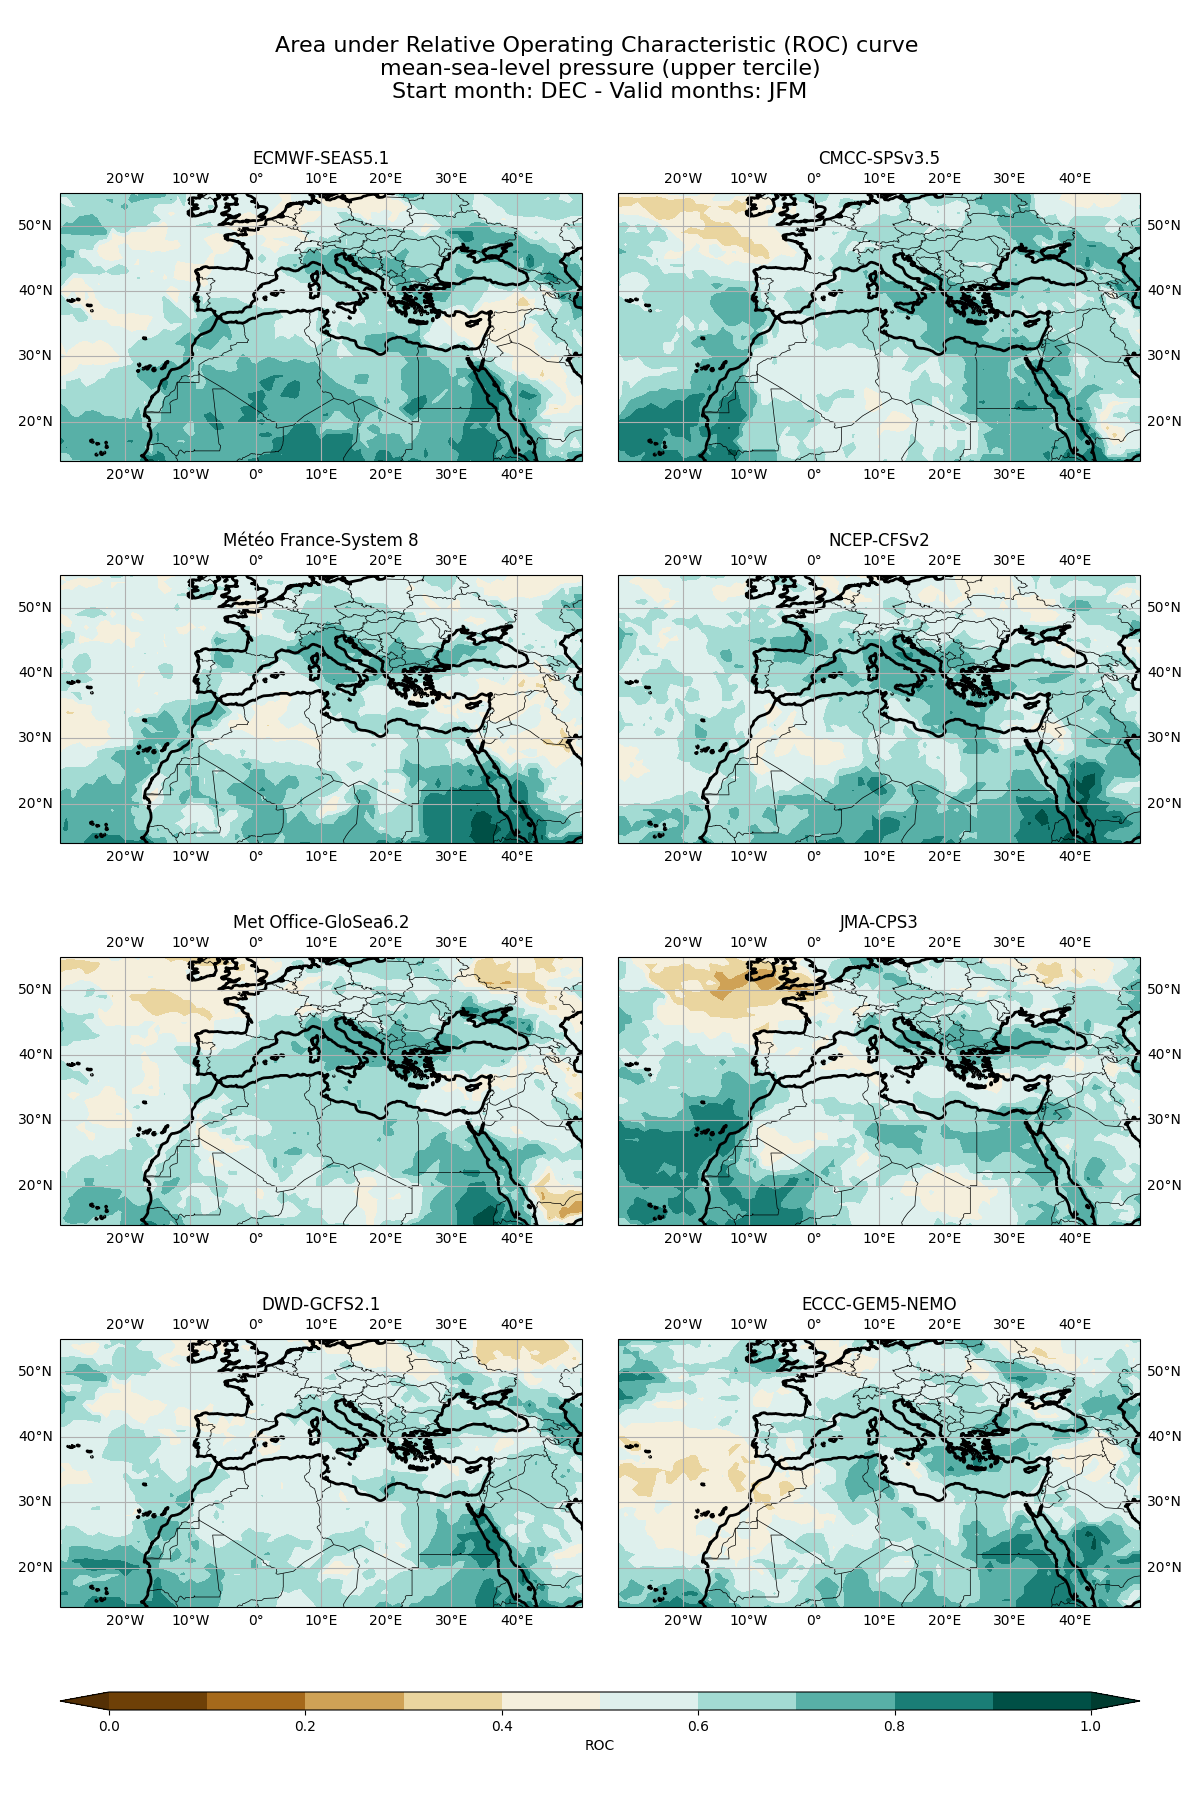 Area under Relative Operating Characteristic (ROC) curve
mean-sea-level pressure (upper tercile)
Start month: DEC - Valid months: JFM
ECMWF-SEAS5.1
20°W 10°W 0° 10°E 20°E 30°E 40°E
50°N
40°N
30°N
20°N
20°W 10°W 0° 10°E 20°E 30°E 40°E
CMCC-SPSv3.5
20°W 10°W 0° 10°E 20°E 30°E 40°E
50°N
40°N
30°N
20°N
20°W 10°W 0° 10°E 20°E 30°E 40°E
Météo France-System 8
20°W 10°W 0° 10°E 20°E 30°E 40°E
50°N
40°N
30°N
20°N
20°W 10°W 0° 10°E 20°E 30°E 40°E
NCEP-CFSv2
20°W 10°W 0° 10°E 20°E 30°E 40°E
50°N
40°N
30°N
20°N
20°W 10°W 0° 10°E 20°E 30°E 40°E
Met Office-GloSea6.2
20°W 10°W 0° 10°E 20°E 30°E 40°E
50°N
40°N
30°N
20°N
20°W 10°W 0° 10°E 20°E 30°E 40°E
JMA-CPS3
20°W 10°W 0° 10°E 20°E 30°E 40°E
50°N
40°N
30°N
20°N
20°W 10°W 0° 10°E 20°E 30°E 40°E
DWD-GCFS2.1
20°W 10°W 0° 10°E 20°E 30°E 40°E
50°N
40°N
30°N
20°N
20°W 10°W 0° 10°E 20°E 30°E 40°E
ECCC-GEM5-NEMO
20°W 10°W 0° 10°E 20°E 30°E 40°E
50°N
40°N
30°N
20°N
20°W 10°W 0° 10°E 20°E 30°E 40°E
0.0 0.2 0.4 0.6 0.8 1.0
ROC